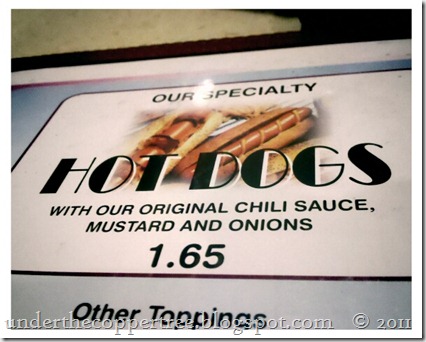 OUR SPECIALTY
HOT DOGS
WITH OUR ORIGINAL CHILI SAUCE,
MUSTARD AND ONIONS
1.65
Other Toppings
underthecoppertree.blogspot.com © 2011